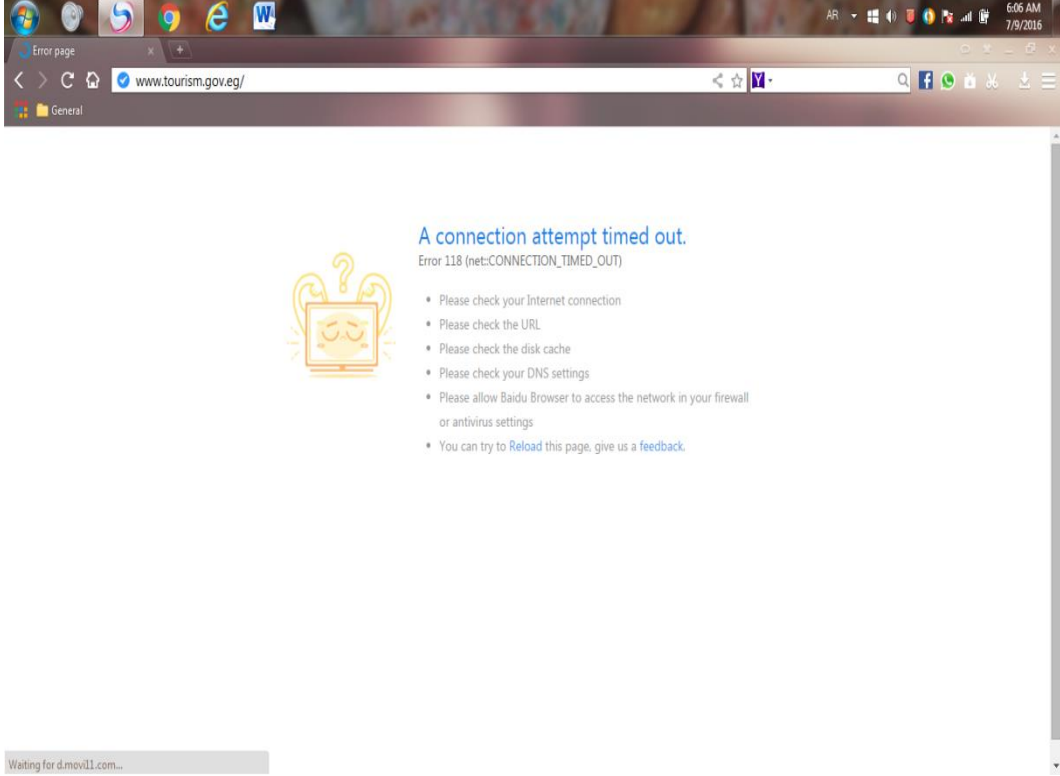 AR
6:06 AM
7/9/2016
Error page
www.tourism.gov.eg/
General
A connection attempt timed out.
Error 118 (net::CONNECTION_TIMED_OUT)
• Please check your Internet connection
• Please check the URL
• Please check the disk cache
• Please check your DNS settings
• Please allow Baidu Browser to access the network in your firewall
or antivirus settings
• You can try to Reload this page, give us a feedback.
Waiting for d.movi11.com...